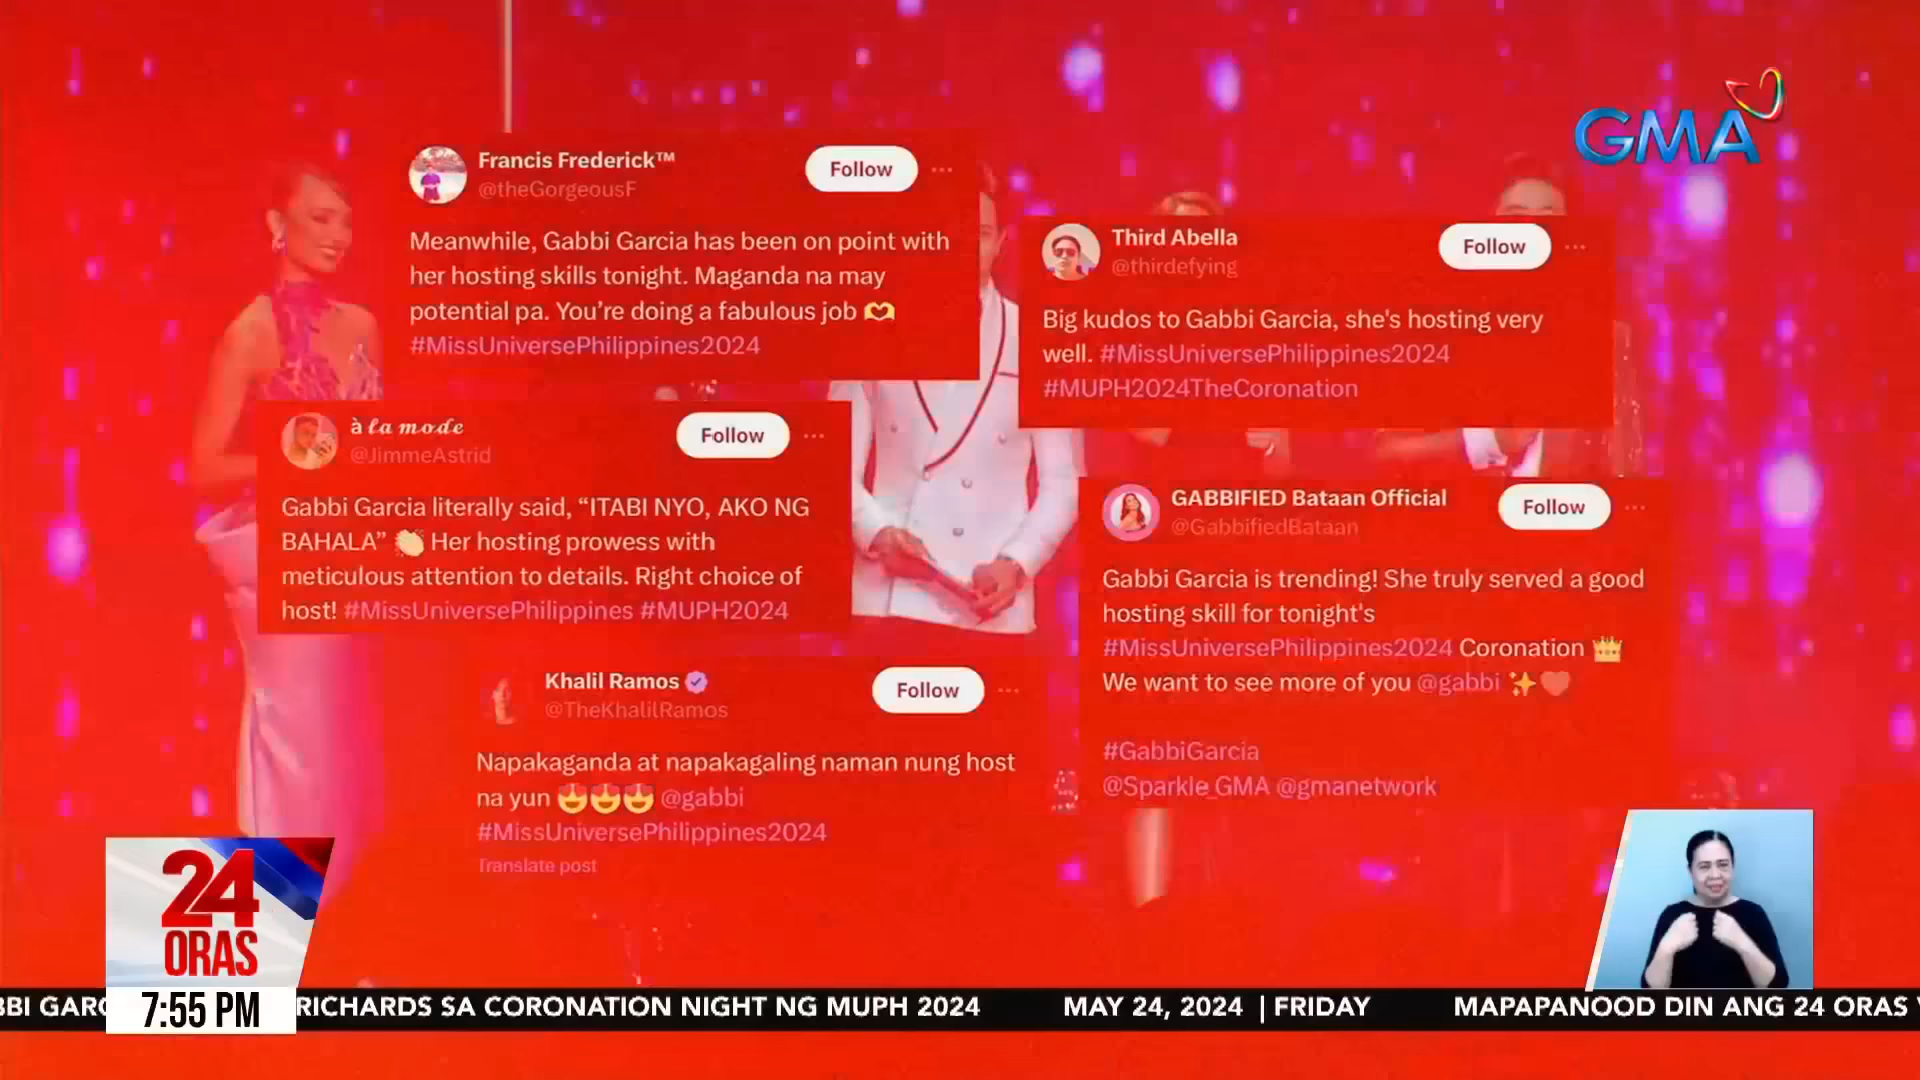 GMA
Francis Frederick™
@theGorgeousF
Follow
Meanwhile, Gabbi Garcia has been on point with
her hosting skills tonight. Maganda na may
potential pa. You're doing a fabulous job 🫶
#MissUniversePhilippines2024
Third Abella
@thirdefying
Follow
Big kudos to Gabbi Garcia, she's hosting very
well. #MissUniversePhilippines2024
#MUPH2024TheCoronation
à 𝓵𝓪 𝓶𝓸𝓭𝓮
@JimmeAstrid
Follow
Gabbi Garcia literally said, “ITABI NYO, AKO NG
BAHALA” 👏 Her hosting prowess with
meticulous attention to details. Right choice of
host! #MissUniversePhilippines #MUPH2024
GABBIFIED Bataan Official
@GabbifiedBataan
Follow
Gabbi Garcia is trending! She truly served a good
hosting skill for tonight's
#MissUniversePhilippines2024 Coronation 👑
We want to see more of you @gabbi ✨❤️
#GabbiGarcia
@Sparkle_GMA @gmanetwork
Khalil Ramos
@TheKhalilRamos
Follow
Napakaganda at napakagaling naman nung host
na yun 😍😍😍 @gabbi
#MissUniversePhilippines2024
Translate post
24
ORAS
7:55 PM
BBI GARC RICHARDS SA CORONATION NIGHT NG MUPH 2024 MAY 24, 2024 | FRIDAY MAPAPANOOD DIN ANG 24 ORAS